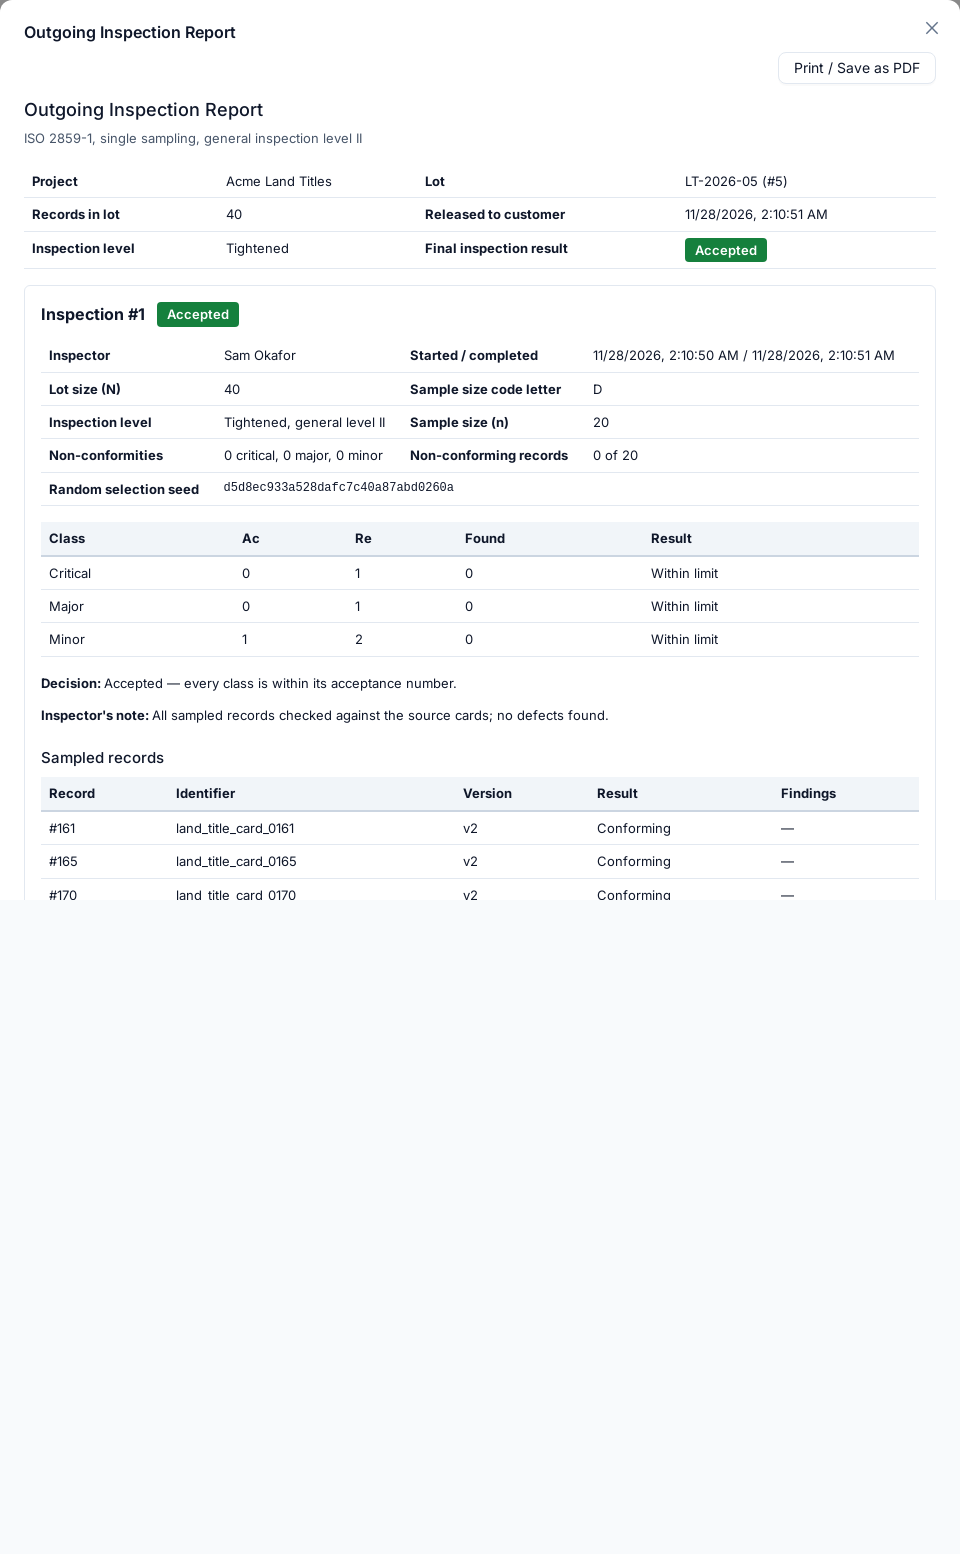 Outgoing Inspection Report
Print / Save as PDF
Outgoing Inspection Report
ISO 2859-1, single sampling, general inspection level II
Project Acme Land Titles Lot LT-2026-05 (#5)
Records in lot 40 Released to customer 11/28/2026, 2:10:51 AM
Inspection level Tightened Final inspection result Accepted
Inspection #1 Accepted
Inspector Sam Okafor Started / completed 11/28/2026, 2:10:50 AM / 11/28/2026, 2:10:51 AM
Lot size (N) 40 Sample size code letter D
Inspection level Tightened, general level II Sample size (n) 20
Non-conformities 0 critical, 0 major, 0 minor Non-conforming records 0 of 20
Random selection seed d5d8ec933a528dafc7c40a87abd0260a
Class Ac Re Found Result
Critical 0 1 0 Within limit
Major 0 1 0 Within limit
Minor 1 2 0 Within limit
Decision: Accepted — every class is within its acceptance number.
Inspector's note: All sampled records checked against the source cards; no defects found.
Sampled records
Record Identifier Version Result Findings
#161 land_title_card_0161 v2 Conforming —
#165 land_title_card_0165 v2 Conforming —
#170 land_title_card_0170 v2 Conforming —